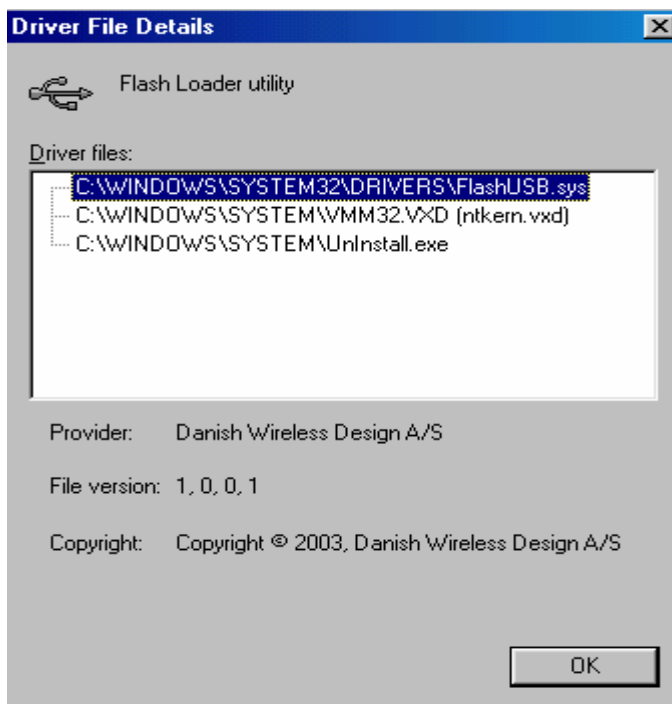 Driver File Details
Flash Loader utility
Driver files:
C:\WINDOWS\SYSTEM32\DRIVERS\FlashUSB.sys
C:\WINDOWS\SYSTEM\VMM32.VXD (ntkern.vxd)
C:\WINDOWS\SYSTEM\UnInstall.exe
Provider: Danish Wireless Design A/S
File version: 1, 0, 0, 1
Copyright: Copyright © 2003, Danish Wireless Design A/S
OK